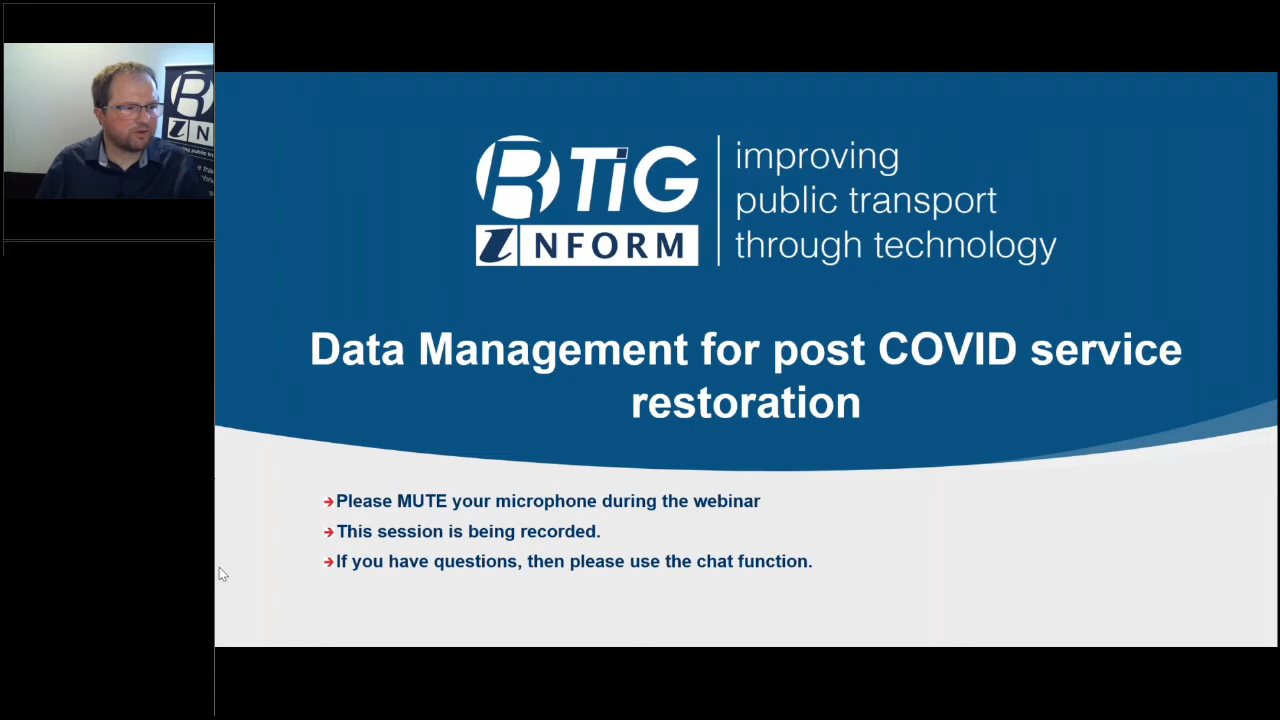 RTiG
iNFORM
improving
public transport
through technology
Data Management for post COVID service
restoration
Please MUTE your microphone during the webinar
This session is being recorded.
If you have questions, then please use the chat function.